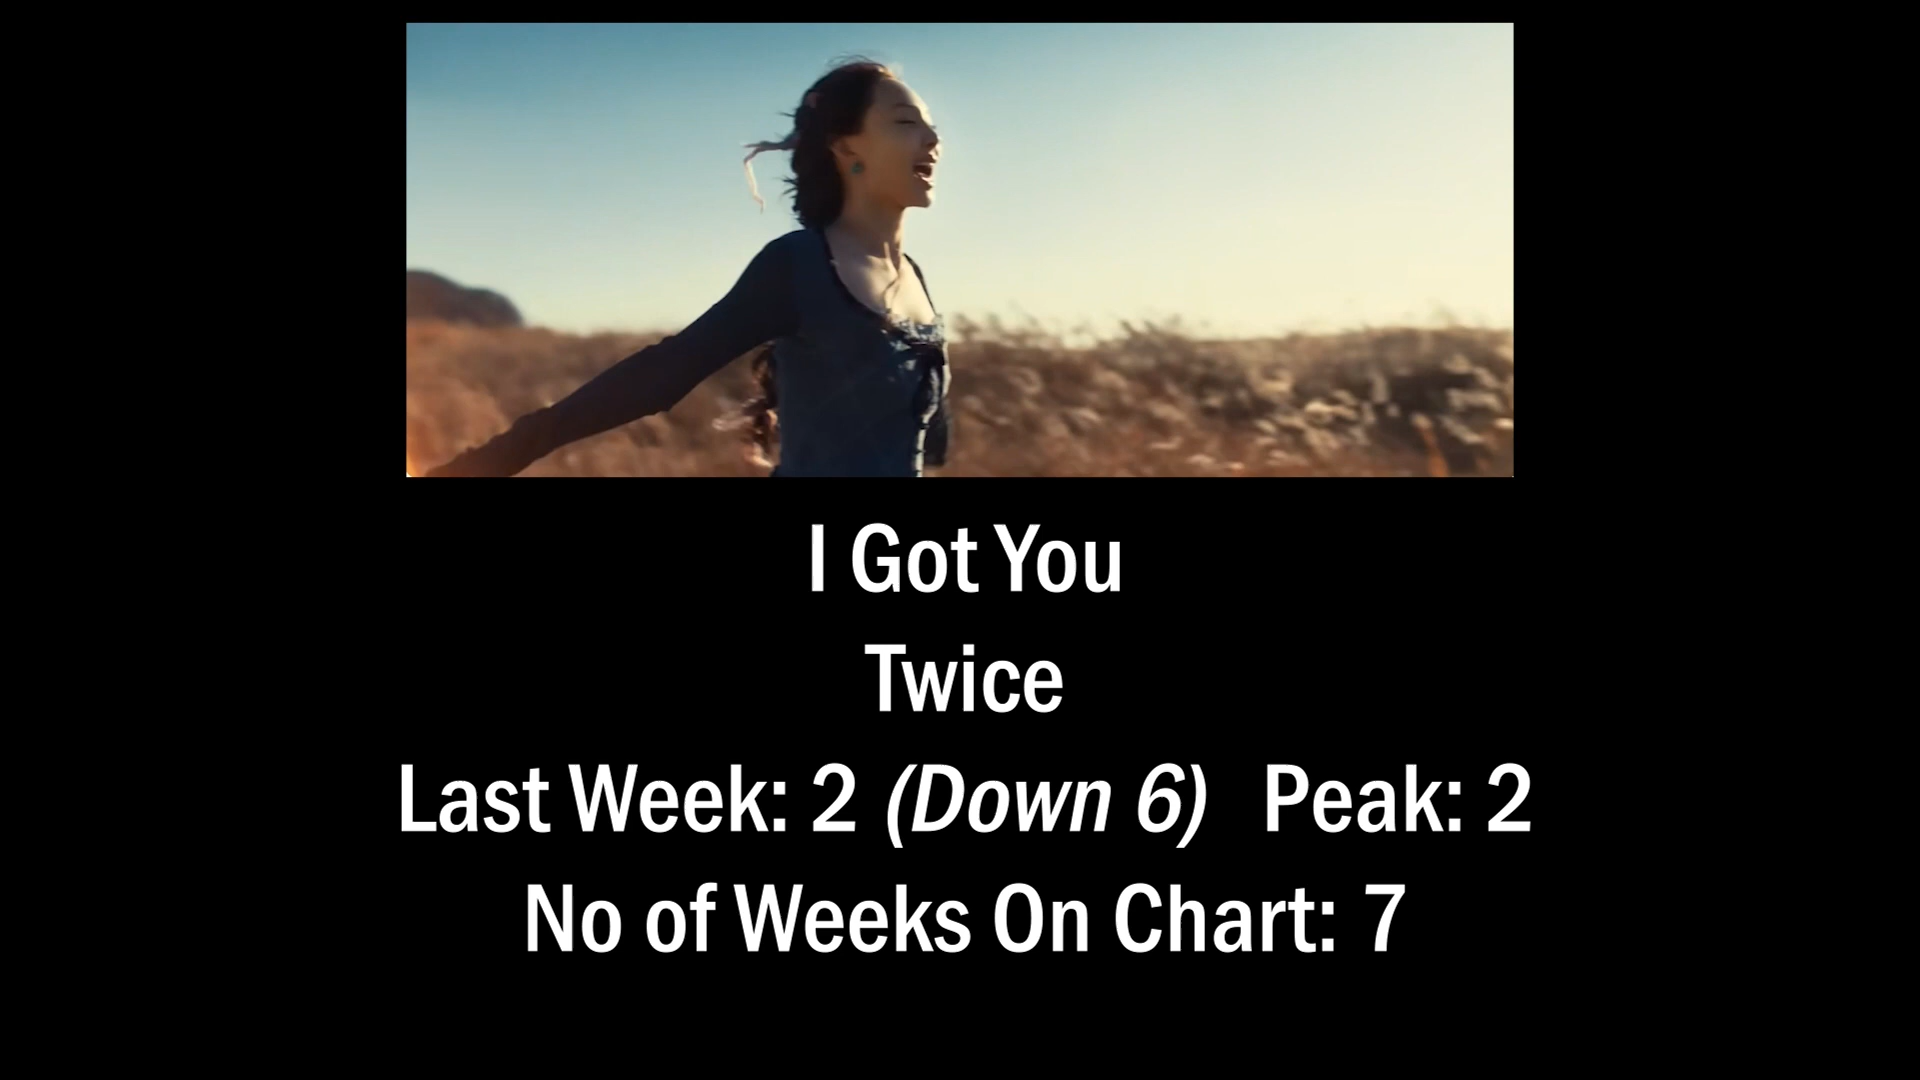 I Got You
Twice
Last Week: 2 (Down 6) Peak: 2
No of Weeks On Chart: 7